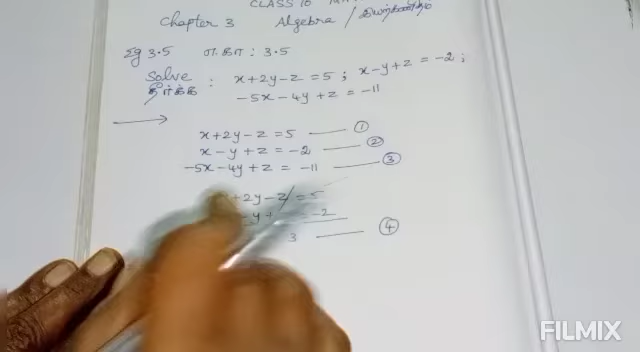 CLASS 10
Chapter 3 Algebra / இயற்கணிதம்
Eg 3.5 எ.கா : 3.5
Solve : x+2y-z = 5 ; x-y+z = -2 ;
தீர்க்க -5x-4y+z = -11
x+2y-z = 5 ①
x-y+z = -2 ②
-5x-4y+z = -11 ③
+2y-z = 5
y+ = -2
3 ④
FILMIX